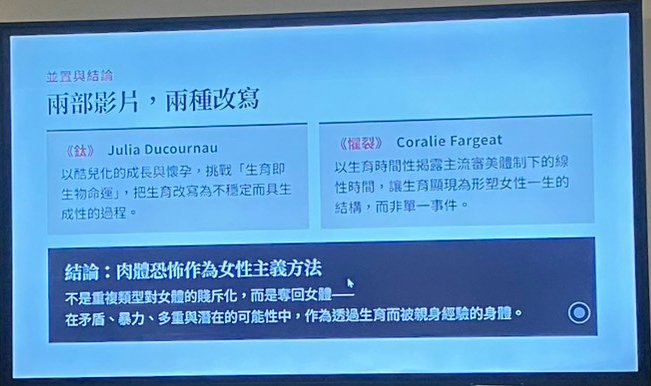 並置與結論
兩部影片，兩種改寫
《鈦》 Julia Ducournau
以酷兒化的成長與懷孕，挑戰「生育即
生物命運」，把生育改寫為不穩定而具生
成性的過程。
《懼裂》 Coralie Fargeat
以生育時間性揭露主流審美體制下的線
性時間，讓生育顯現為形塑女性一生的
結構，而非單一事件。
結論：肉體恐怖作為女性主義方法
不是重複類型對女體的賤斥化，而是奪回女體——
在矛盾、暴力、多重與潛在的可能性中，作為透過生育而被親身經驗的身體。